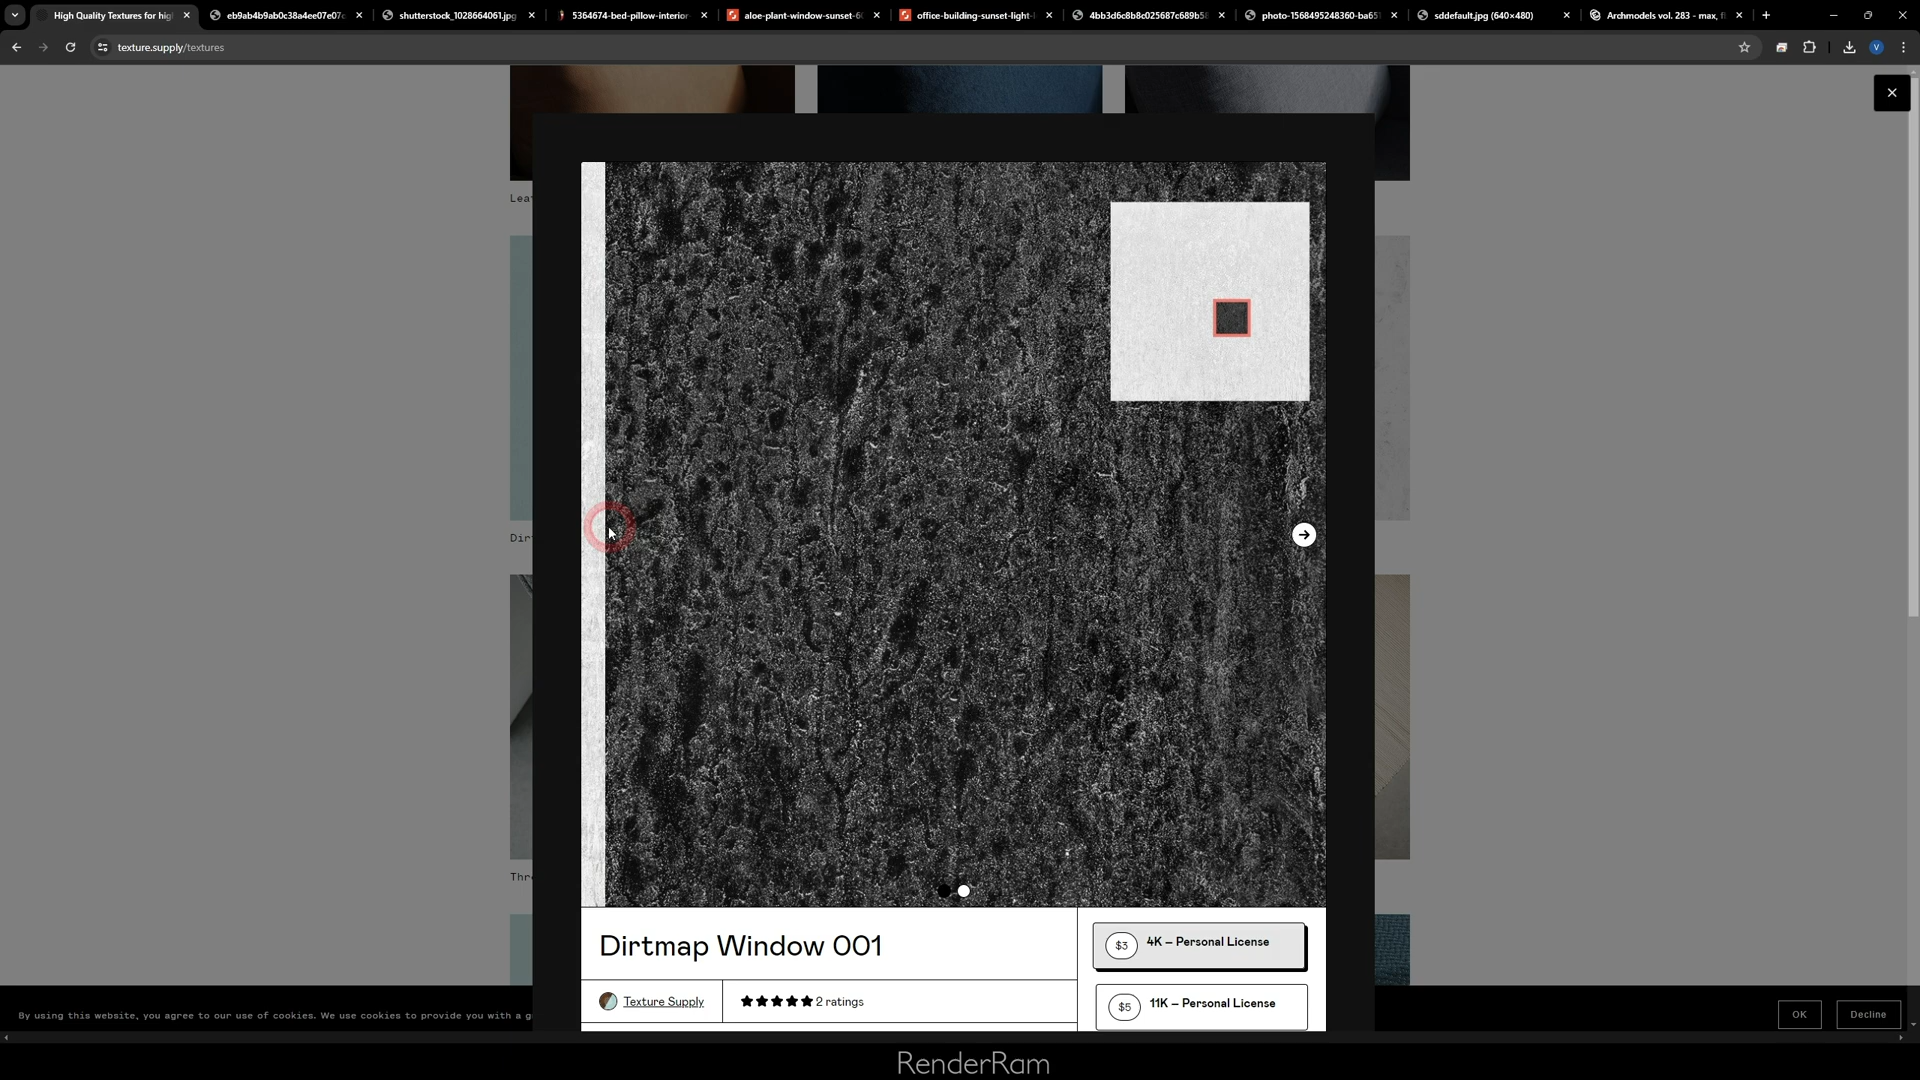 High Quality Textures for hig
eb9ab4b9ab0c38a4ee07e07c
shutterstock_1028664061.jpg
5364674-bed-pillow-interior-
aloe-plant-window-sunset-60
office-building-sunset-light-
4bb3d6c8b8c025687c689b58
photo-1568495248360-ba65
sddefault.jpg (640×480)
Archmodels vol. 283 - max, f
texture.supply/textures
V
Lea
Dir
Thr
Dirtmap Window 001
$3 4K – Personal License
Texture Supply
2 ratings
$5 11K – Personal License
By using this website, you agree to our use of cookies. We use cookies to provide you with a g
OK
Decline
RenderRam